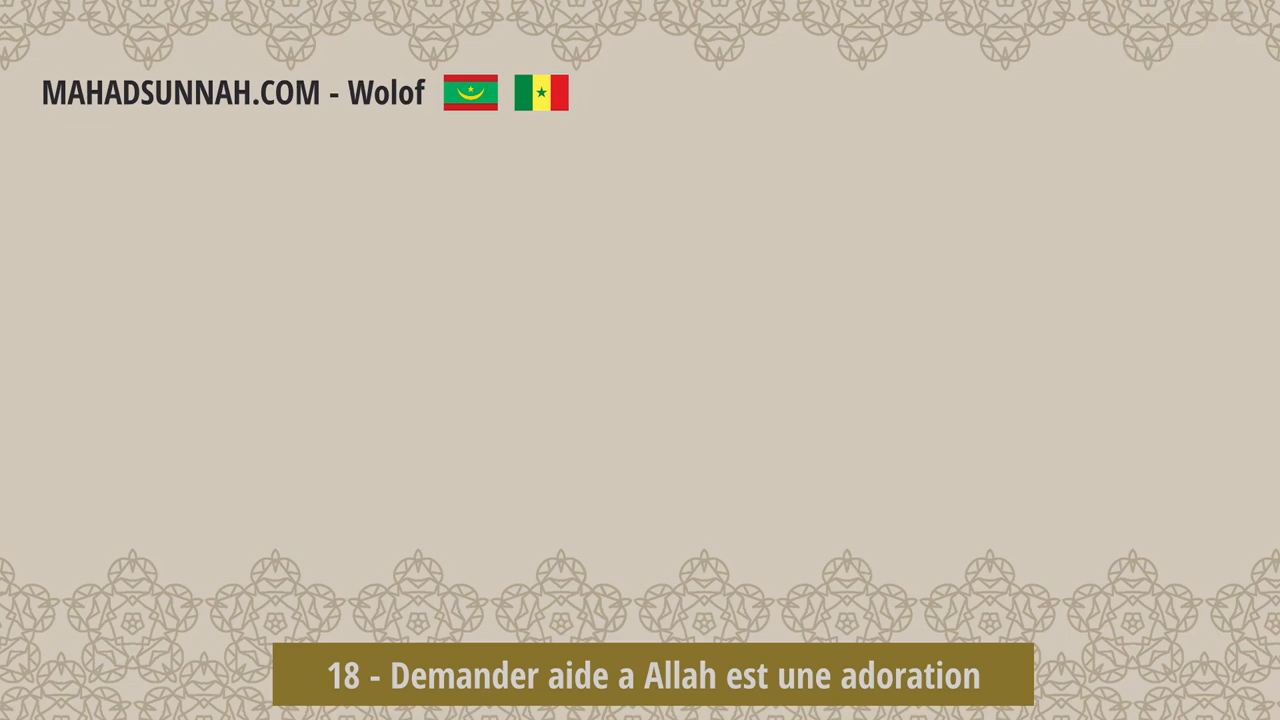 MAHADSUNNAH.COM - Wolof
18 - Demander aide a Allah est une adoration